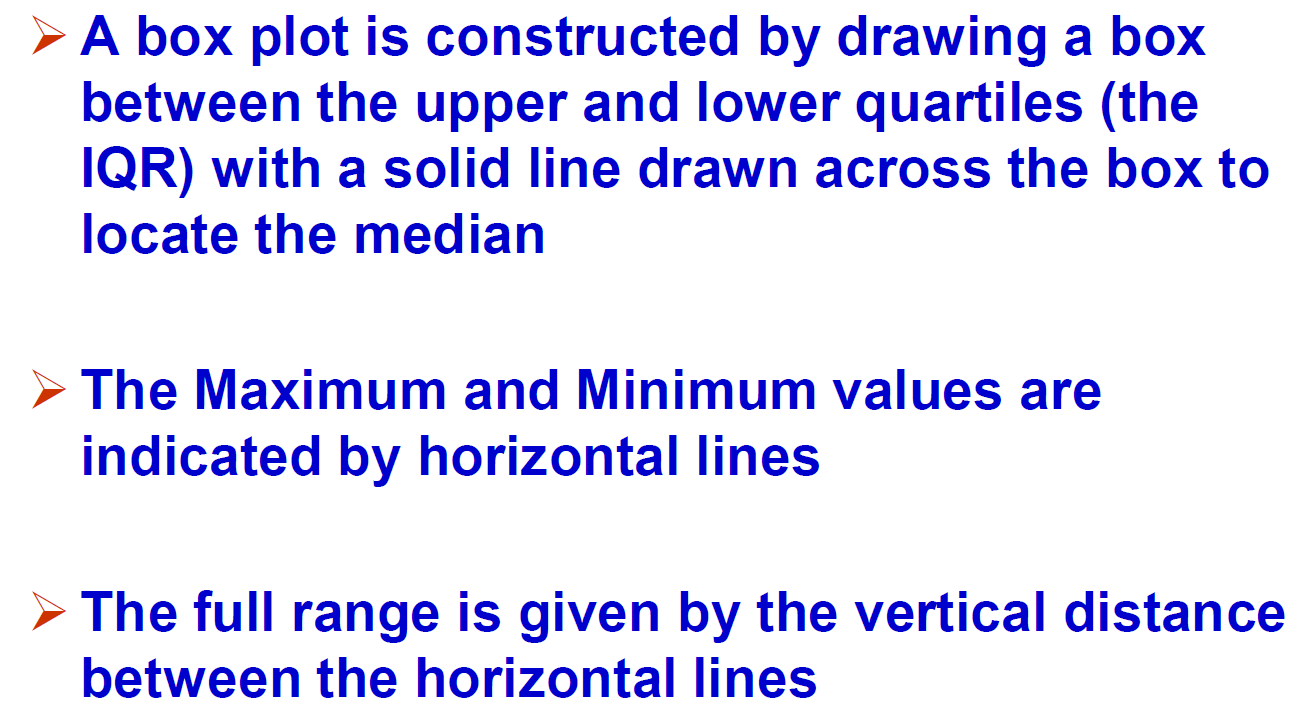 ➢ A box plot is constructed by drawing a box
between the upper and lower quartiles (the
IQR) with a solid line drawn across the box to
locate the median
➢ The Maximum and Minimum values are
indicated by horizontal lines
➢ The full range is given by the vertical distance
between the horizontal lines